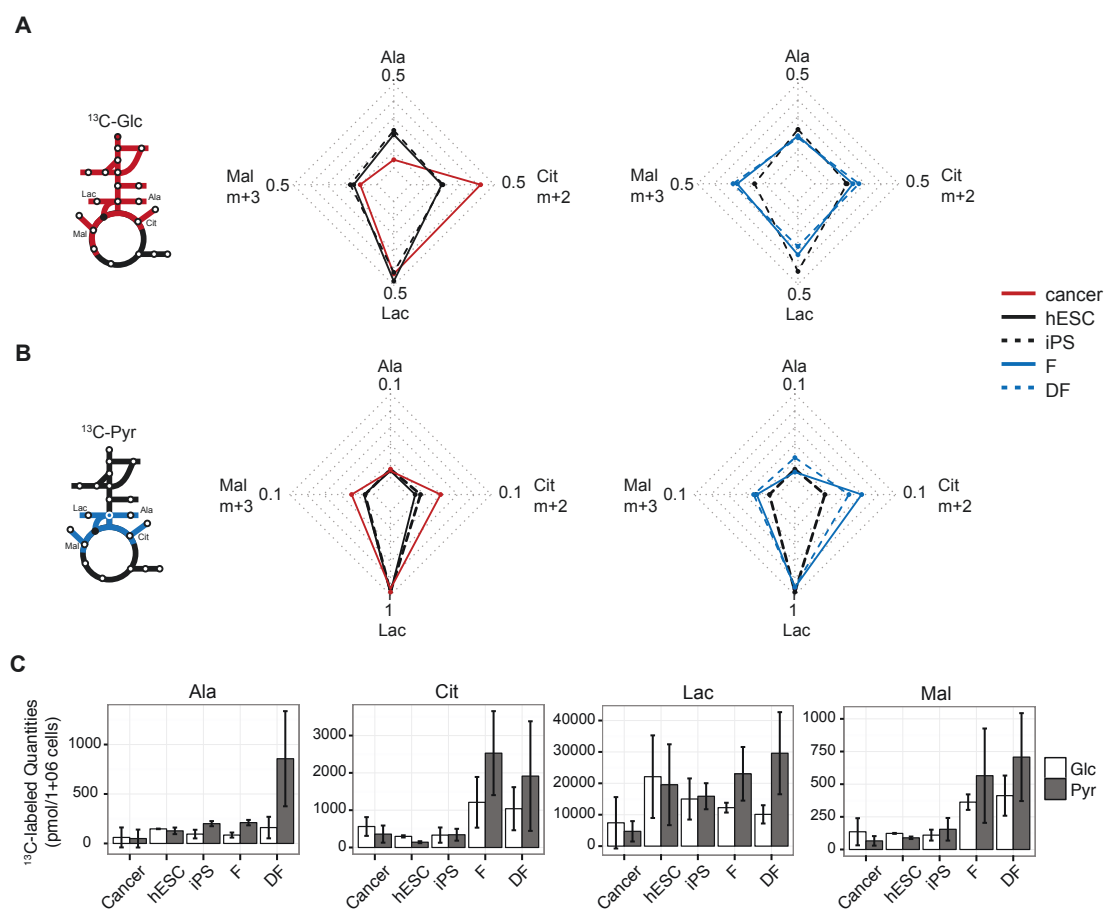 A
13C-Glc
Lac
Ala
Mal
Cit
Ala
0.5
Mal
m+3
0.5
0.5
Cit
m+2
0.5
Lac
Ala
0.5
Mal
m+3
0.5
0.5
Cit
m+2
0.5
Lac
cancer
hESC
iPS
F
DF
B
13C-Pyr
Lac
Ala
Mal
Cit
Ala
0.1
Mal
m+3
0.1
0.1
Cit
m+2
1
Lac
Ala
0.1
Mal
m+3
0.1
0.1
Cit
m+2
1
Lac
C
13C-labeled Quantities
(pmol/1+06 cells)
Ala
1000
500
0
Cancer
hESC
iPS
F
DF
Cit
3000
2000
1000
0
Cancer
hESC
iPS
F
DF
Lac
40000
30000
20000
10000
0
Cancer
hESC
iPS
F
DF
Mal
1000
750
500
250
0
Cancer
hESC
iPS
F
DF
Glc
Pyr